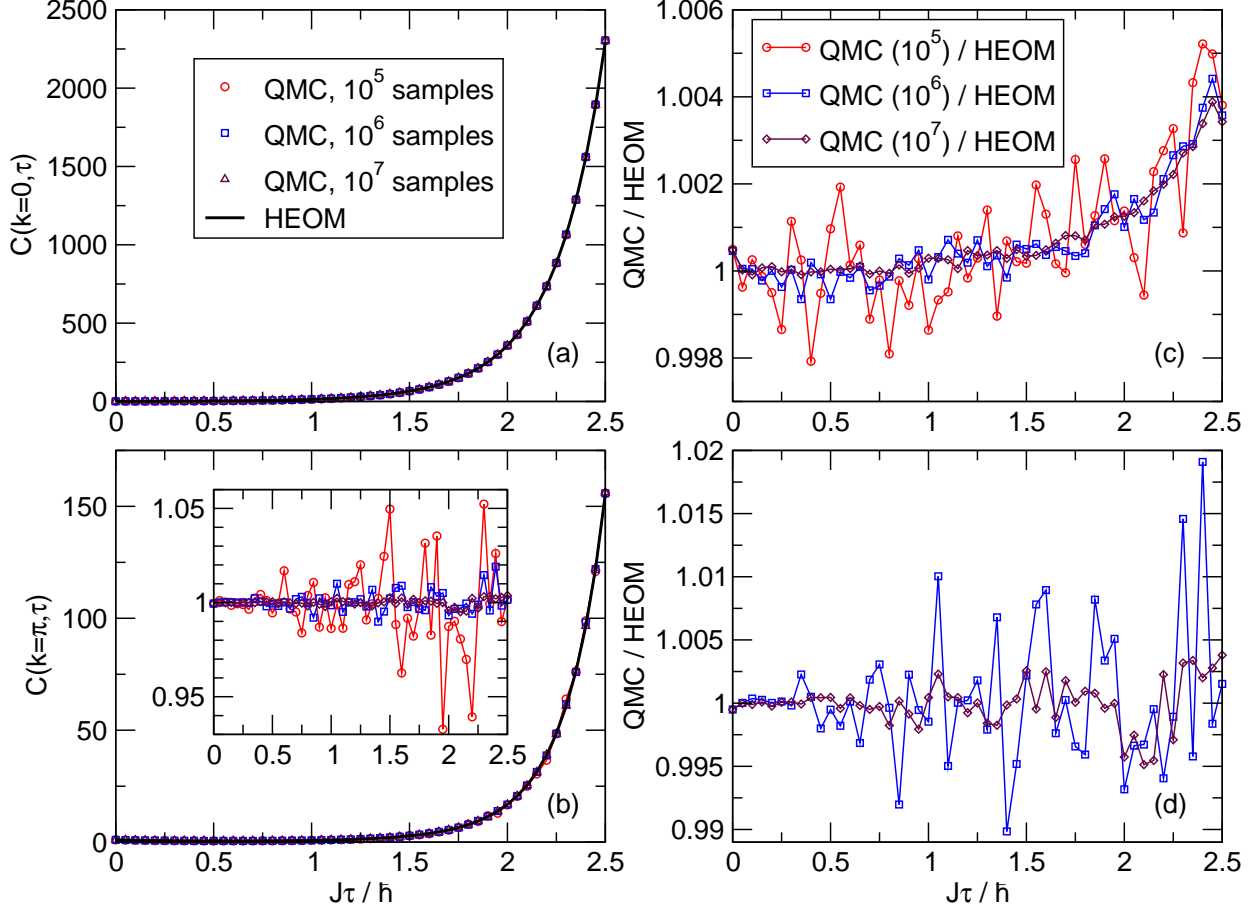 2500
2000
1500
1000
500
0
C(k=0,τ)
QMC, 10^5 samples
QMC, 10^6 samples
QMC, 10^7 samples
HEOM
(a)
0 0.5 1 1.5 2 2.5
1.006
1.004
1.002
1
0.998
QMC / HEOM
QMC (10^5) / HEOM
QMC (10^6) / HEOM
QMC (10^7) / HEOM
(c)
0 0.5 1 1.5 2 2.5
150
100
50
0
C(k=π,τ)
1.05
1
0.95
0 0.5 1 1.5 2 2.5
(b)
0 0.5 1 1.5 2 2.5
Jτ / ħ
1.02
1.015
1.01
1.005
1
0.995
0.99
QMC / HEOM
(d)
0 0.5 1 1.5 2 2.5
Jτ / ħ